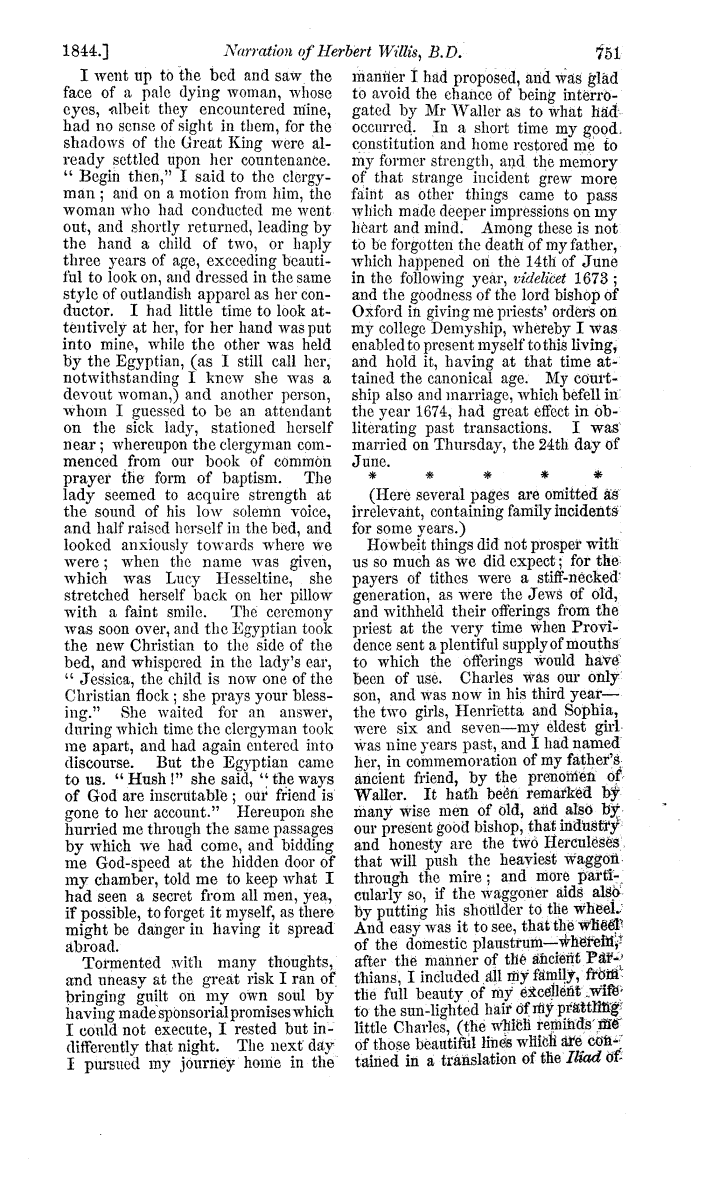 1844.] Narration of Herbert Willis, B.D. 751
I went up to the bed and saw the
face of a pale dying woman, whose
eyes, albeit they encountered mine,
had no sense of sight in them, for the
shadows of the Great King were al-
ready settled upon her countenance.
" Begin then," I said to the clergy-
man ; and on a motion from him, the
woman who had conducted me went
out, and shortly returned, leading by
the hand a child of two, or haply
three years of age, exceeding beauti-
ful to look on, and dressed in the same
style of outlandish apparel as her con-
ductor. I had little time to look at-
tentively at her, for her hand was put
into mine, while the other was held
by the Egyptian, (as I still call her,
notwithstanding I knew she was a
devout woman,) and another person,
whom I guessed to be an attendant
on the sick lady, stationed herself
near ; whereupon the clergyman com-
menced from our book of common
prayer the form of baptism. The
lady seemed to acquire strength at
the sound of his low solemn voice,
and half raised herself in the bed, and
looked anxiously towards where we
were ; when the name was given,
which was Lucy Hesseltine, she
stretched herself back on her pillow
with a faint smile. The ceremony
was soon over, and the Egyptian took
the new Christian to the side of the
bed, and whispered in the lady's ear,
" Jessica, the child is now one of the
Christian flock ; she prays your bless-
ing." She waited for an answer,
during which time the clergyman took
me apart, and had again entered into
discourse. But the Egyptian came
to us. " Hush !" she said, " the ways
of God are inscrutable ; our friend is
gone to her account." Hereupon she
hurried me through the same passages
by which we had come, and bidding
me God-speed at the hidden door of
my chamber, told me to keep what I
had seen a secret from all men, yea,
if possible, to forget it myself, as there
might be danger in having it spread
abroad.
Tormented with many thoughts,
and uneasy at the great risk I ran of
bringing guilt on my own soul by
having made sponsorial promises which
I could not execute, I rested but in-
differently that night. The next day
I pursued my journey home in the
manner I had proposed, and was glad
to avoid the chance of being interro-
gated by Mr Waller as to what had
occurred. In a short time my good
constitution and home restored me to
my former strength, and the memory
of that strange incident grew more
faint as other things came to pass
which made deeper impressions on my
heart and mind. Among these is not
to be forgotten the death of my father,
which happened on the 14th of June
in the following year, videlicet 1673 ;
and the goodness of the lord bishop of
Oxford in giving me priests' orders on
my college Demyship, whereby I was
enabled to present myself to this living,
and hold it, having at that time at-
tained the canonical age. My court-
ship also and marriage, which befell in
the year 1674, had great effect in ob-
literating past transactions. I was
married on Thursday, the 24th day of
June.
* * * * *
(Here several pages are omitted as
irrelevant, containing family incidents
for some years.)
Howbeit things did not prosper with
us so much as we did expect ; for the
payers of tithes were a stiff-necked
generation, as were the Jews of old,
and withheld their offerings from the
priest at the very time when Provi-
dence sent a plentiful supply of mouths
to which the offerings would have
been of use. Charles was our only
son, and was now in his third year—
the two girls, Henrietta and Sophia,
were six and seven—my eldest girl
was nine years past, and I had named
her, in commemoration of my father's
ancient friend, by the prenomen of
Waller. It hath been remarked by
many wise men of old, and also by
our present good bishop, that industry
and honesty are the two Herculeses
that will push the heaviest waggon
through the mire ; and more parti-
cularly so, if the waggoner aids also
by putting his shoulder to the wheel.
And easy was it to see, that the wheel
of the domestic plaustrum—wherein,
after the manner of the ancient Par-
thians, I included all my family, from
the full beauty of my excellent wife
to the sun-lighted hair of my prattling
little Charles, (the which reminds me
of those beautiful lines which are con-
tained in a translation of the Iliad of